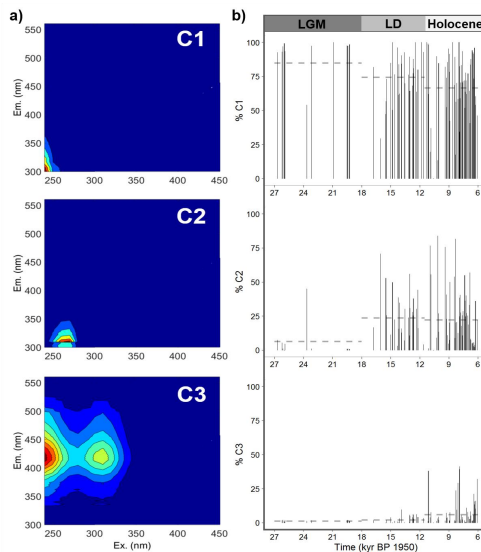 a)
C1
Em. (nm)
550
500
450
400
350
300
250 300 350 400 450
C2
Em. (nm)
550
500
450
400
350
300
250 300 350 400 450
C3
Em. (nm)
550
500
450
400
350
300
250 300 350 400 450
Ex. (nm)
b)
LGM LD Holocene
% C1
100
75
50
25
0
27 24 21 18 15 12 9 6
% C2
100
75
50
25
0
27 24 21 18 15 12 9 6
% C3
100
75
50
25
0
27 24 21 18 15 12 9 6
Time (kyr BP 1950)